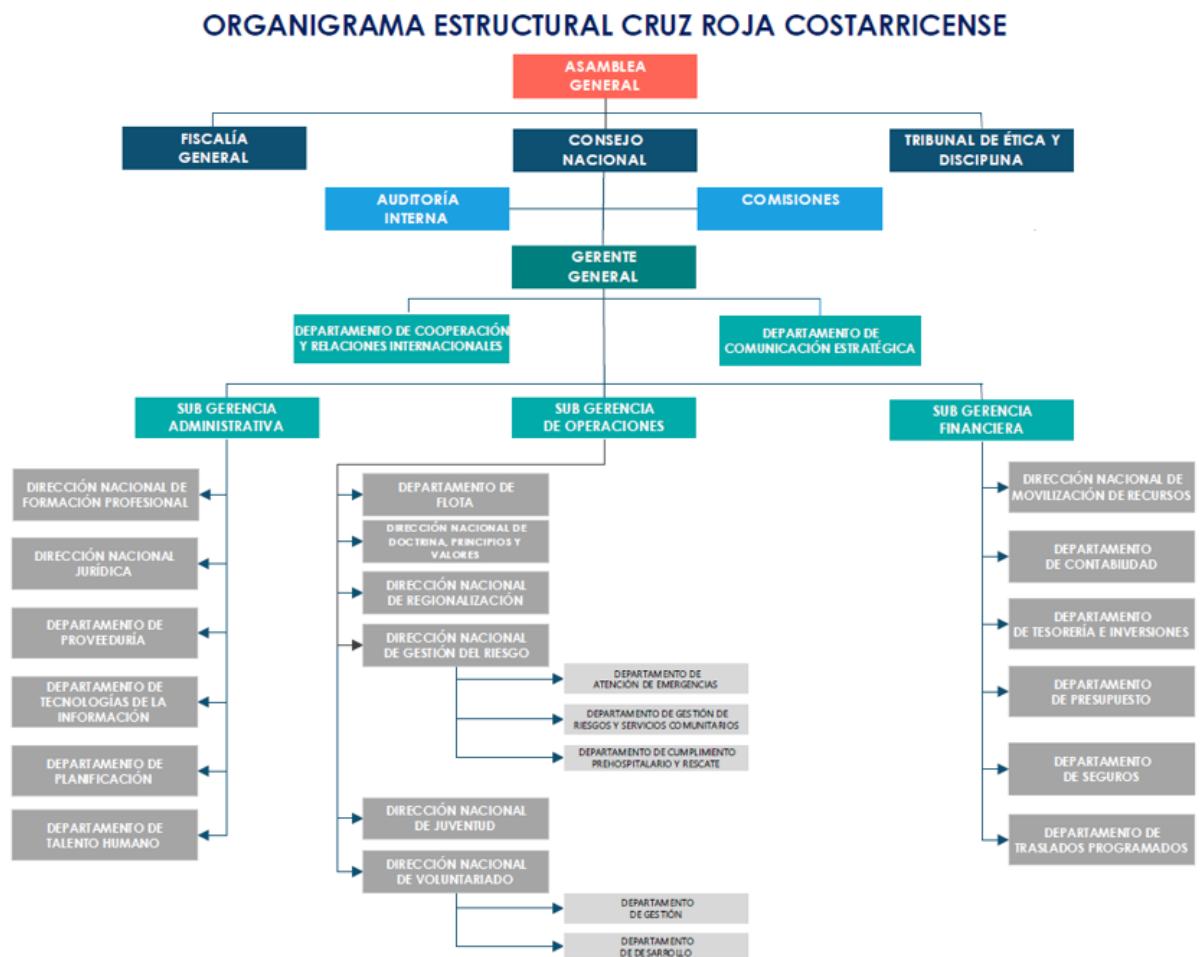 ORGANIGRAMA ESTRUCTURAL CRUZ ROJA COSTARRICENSE
ASAMBLEA
GENERAL
FISCALÍA
GENERAL
CONSEJO
NACIONAL
TRIBUNAL DE ÉTICA Y
DISCIPLINA
AUDITORÍA
INTERNA
COMISIONES
GERENTE
GENERAL
DEPARTAMENTO DE COOPERACIÓN
Y RELACIONES INTERNACIONALES
DEPARTAMENTO DE
COMUNICACIÓN ESTRATÉGICA
SUB GERENCIA
ADMINISTRATIVA
SUB GERENCIA
DE OPERACIONES
SUB GERENCIA
FINANCIERA
DIRECCIÓN NACIONAL DE
FORMACIÓN PROFESIONAL
DIRECCIÓN NACIONAL
JURÍDICA
DEPARTAMENTO DE
PROVEEDURÍA
DEPARTAMENTO DE
TECNOLOGÍAS DE LA
INFORMACIÓN
DEPARTAMENTO DE
PLANIFICACIÓN
DEPARTAMENTO DE
TALENTO HUMANO
DEPARTAMENTO DE
FLOTA
DIRECCIÓN NACIONAL DE
DOCTRINA, PRINCIPIOS Y
VALORES
DIRECCIÓN NACIONAL
DE REGIONALIZACIÓN
DIRECCIÓN NACIONAL
DE GESTIÓN DEL RIESGO
DEPARTAMENTO DE
ATENCIÓN DE EMERGENCIAS
DEPARTAMENTO DE GESTIÓN DE
RIESGOS Y SERVICIOS COMUNITARIOS
DEPARTAMENTO DE CUMPLIMIENTO
PREHOSPITALARIO Y RESCATE
DIRECCIÓN NACIONAL
DE JUVENTUD
DIRECCIÓN NACIONAL
DE VOLUNTARIADO
DEPARTAMENTO
DE GESTIÓN
DEPARTAMENTO
DE DESARROLLO
DIRECCIÓN NACIONAL DE
MOVILIZACIÓN DE RECURSOS
DEPARTAMENTO
DE CONTABILIDAD
DEPARTAMENTO
DE TESORERÍA E INVERSIONES
DEPARTAMENTO
DE PRESUPUESTO
DEPARTAMENTO
DE SEGUROS
DEPARTAMENTO DE
TRASLADOS PROGRAMADOS